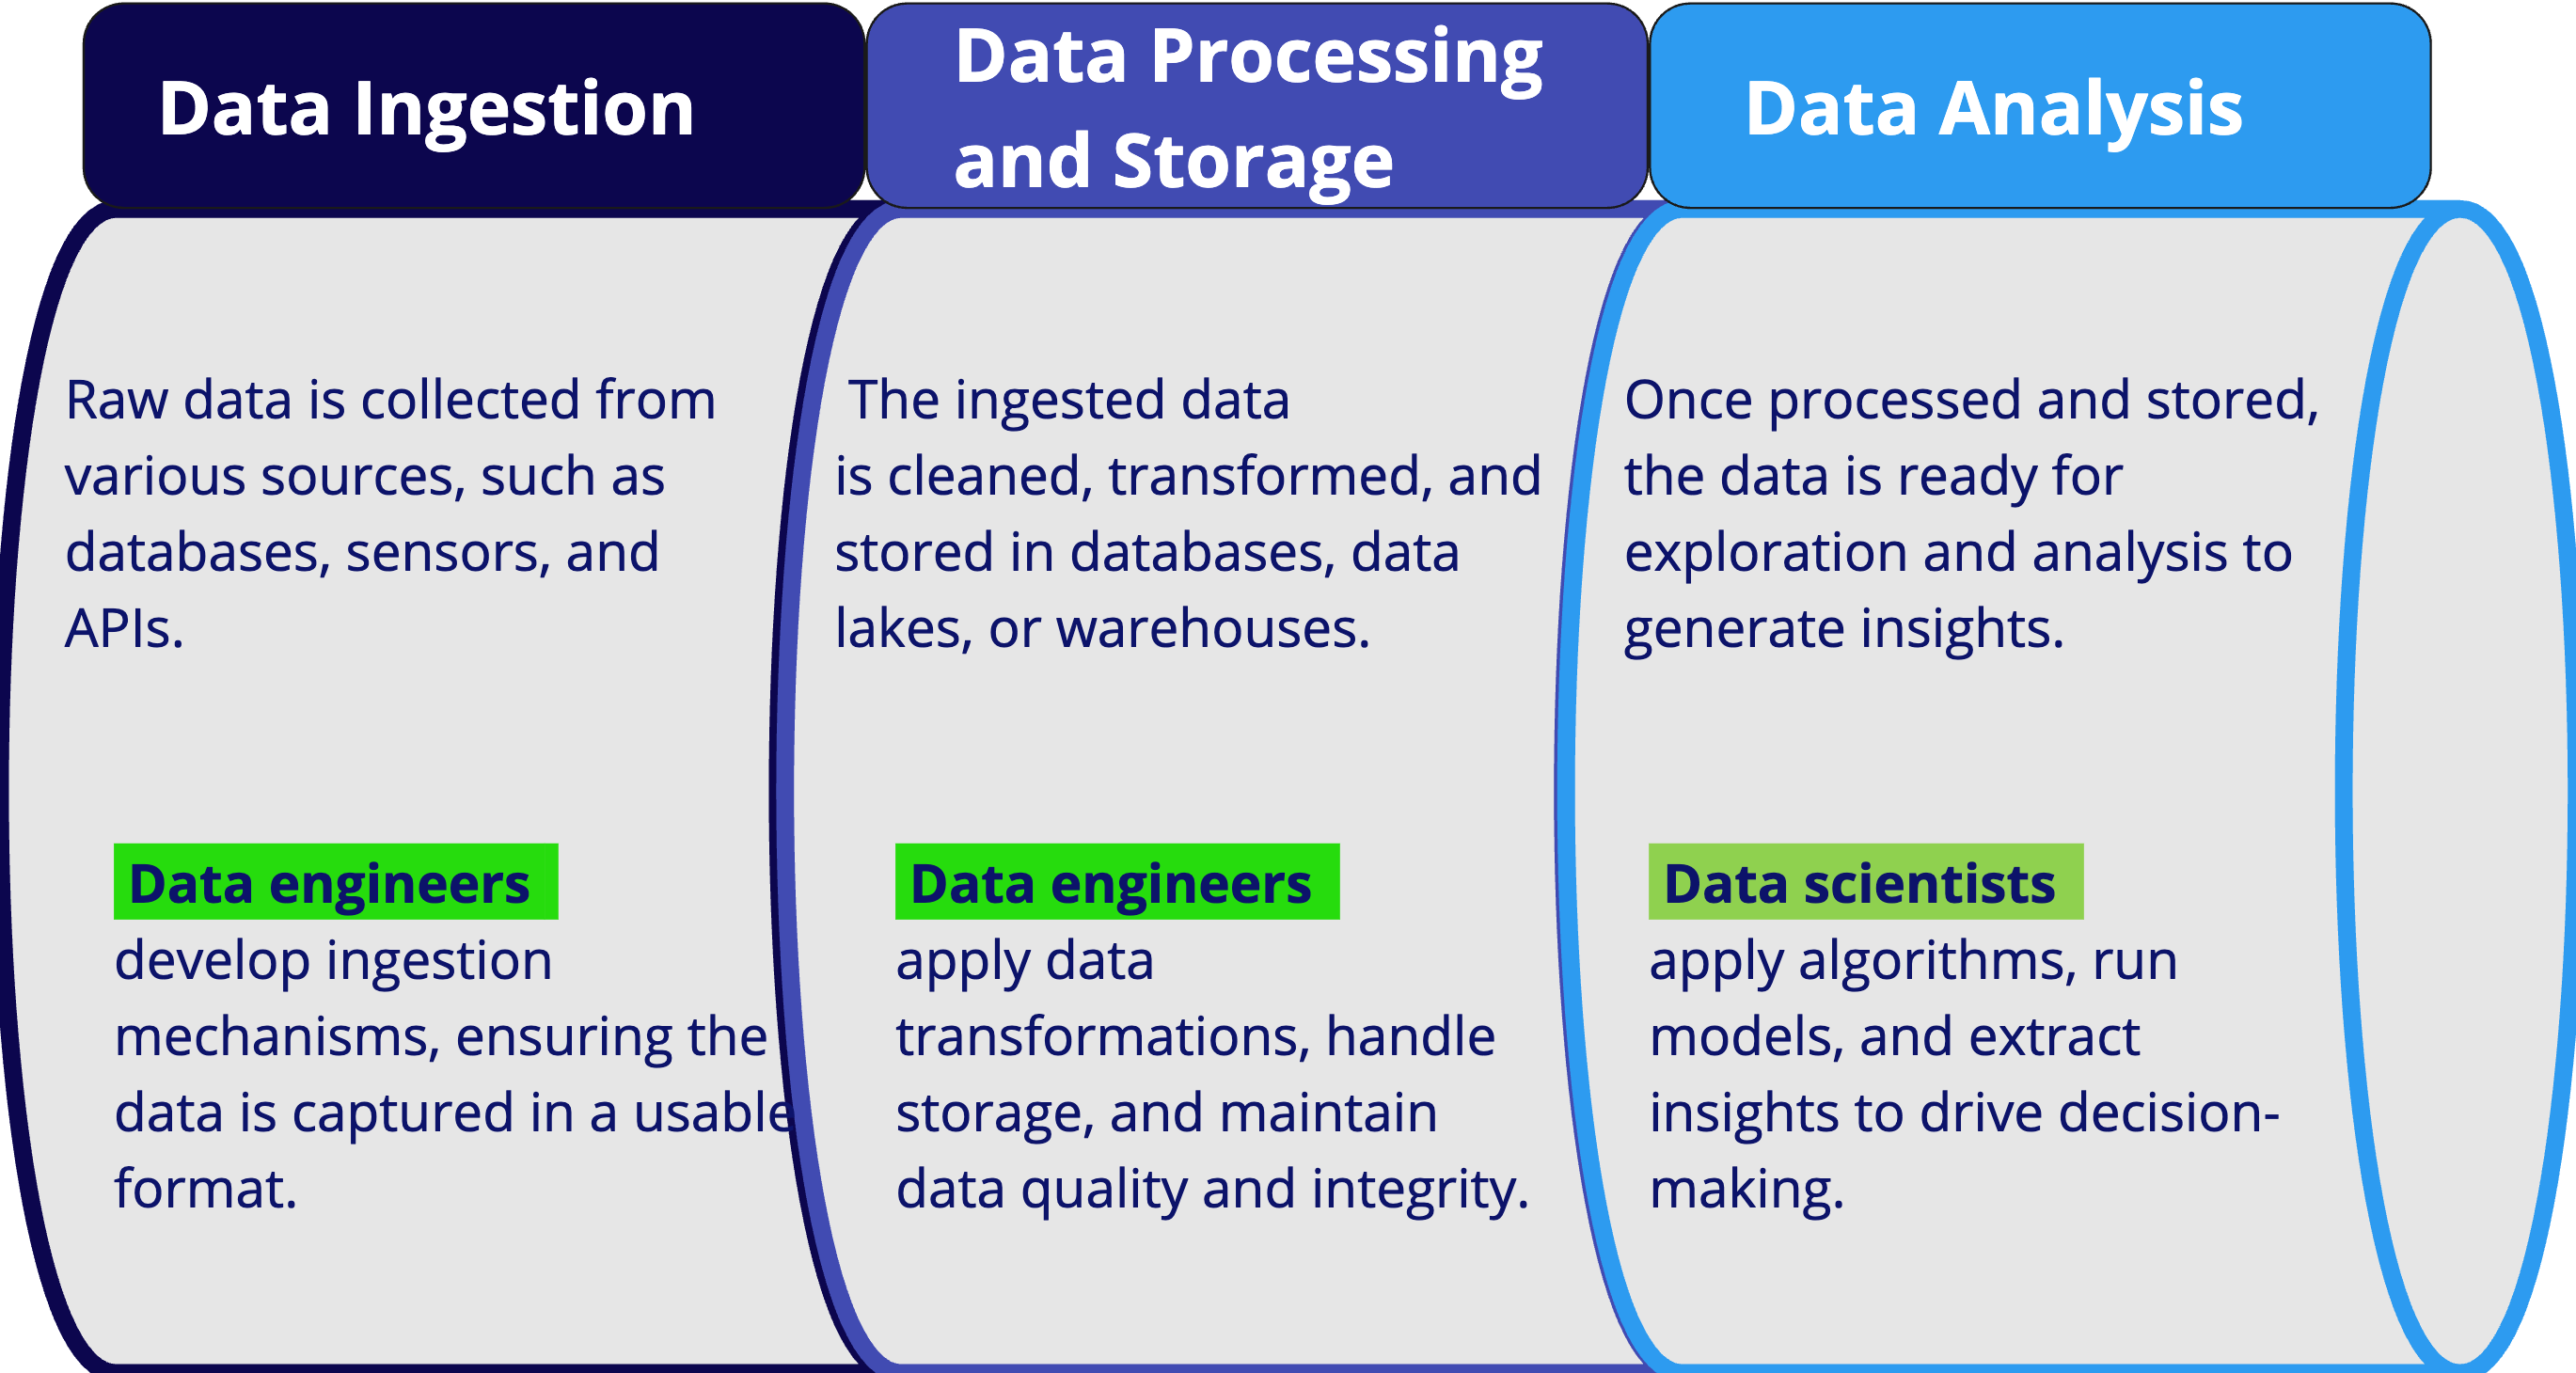 Data Ingestion
Raw data is collected from
various sources, such as
databases, sensors, and
APIs.
Data engineers
develop ingestion
mechanisms, ensuring the
data is captured in a usable
format.
Data Processing
and Storage
The ingested data
is cleaned, transformed, and
stored in databases, data
lakes, or warehouses.
Data engineers
apply data
transformations, handle
storage, and maintain
data quality and integrity.
Data Analysis
Once processed and stored,
the data is ready for
exploration and analysis to
generate insights.
Data scientists
apply algorithms, run
models, and extract
insights to drive decision-
making.